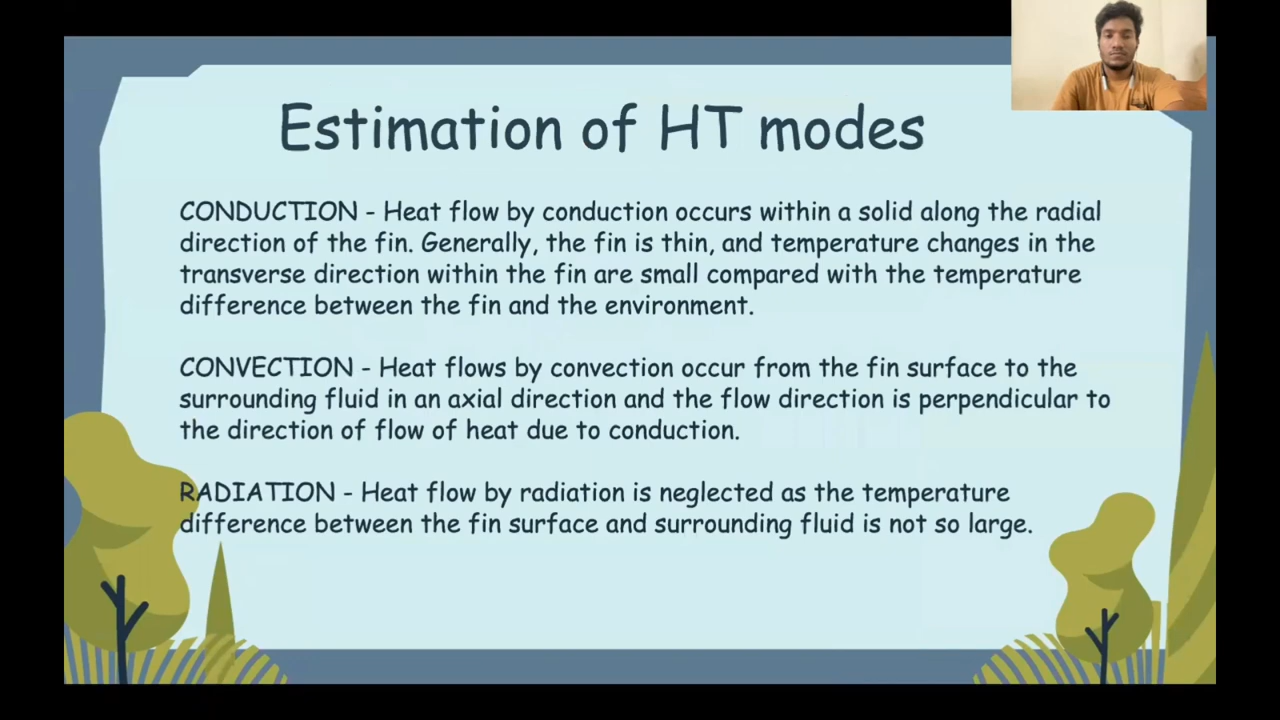 Estimation of HT modes
CONDUCTION - Heat flow by conduction occurs within a solid along the radial
direction of the fin. Generally, the fin is thin, and temperature changes in the
transverse direction within the fin are small compared with the temperature
difference between the fin and the environment.
CONVECTION - Heat flows by convection occur from the fin surface to the
surrounding fluid in an axial direction and the flow direction is perpendicular to
the direction of flow of heat due to conduction.
RADIATION - Heat flow by radiation is neglected as the temperature
difference between the fin surface and surrounding fluid is not so large.